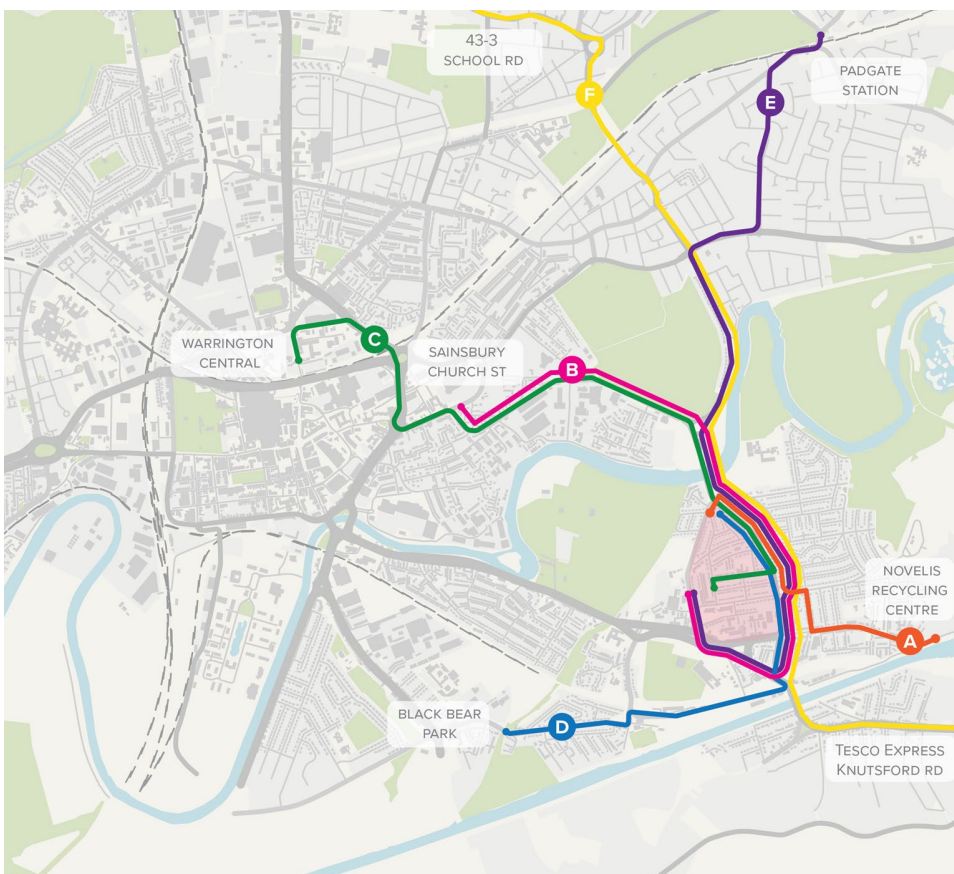 43-3
SCHOOL RD
F
E
PADGATE
STATION
WARRINGTON
CENTRAL
C
SAINSBURY
CHURCH ST
B
NOVELIS
RECYCLING
CENTRE
A
BLACK BEAR
PARK
D
TESCO EXPRESS
KNUTSFORD RD